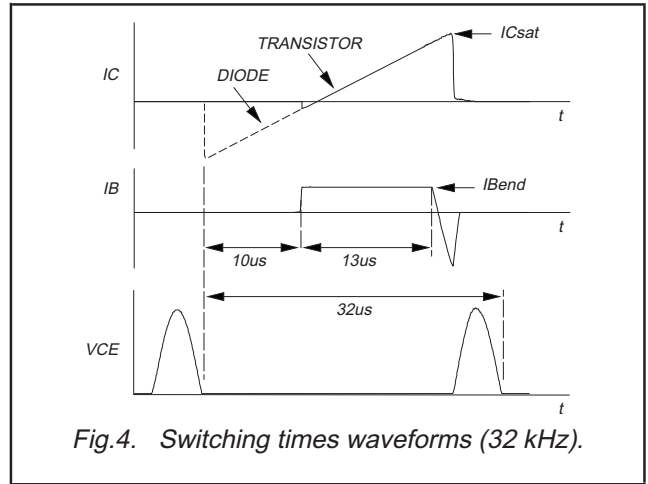 ICsat
TRANSISTOR
IC
DIODE
t
IB
IBend
t
10us
13us
32us
VCE
t
Fig.4. Switching times waveforms (32 kHz).